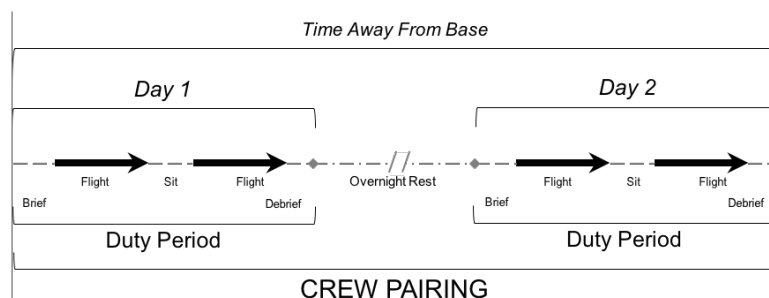 Time Away From Base
Day 1
Day 2
Flight Sit Flight Overnight Rest Flight Sit Flight
Brief Debrief Brief Debrief
Duty Period Duty Period
CREW PAIRING